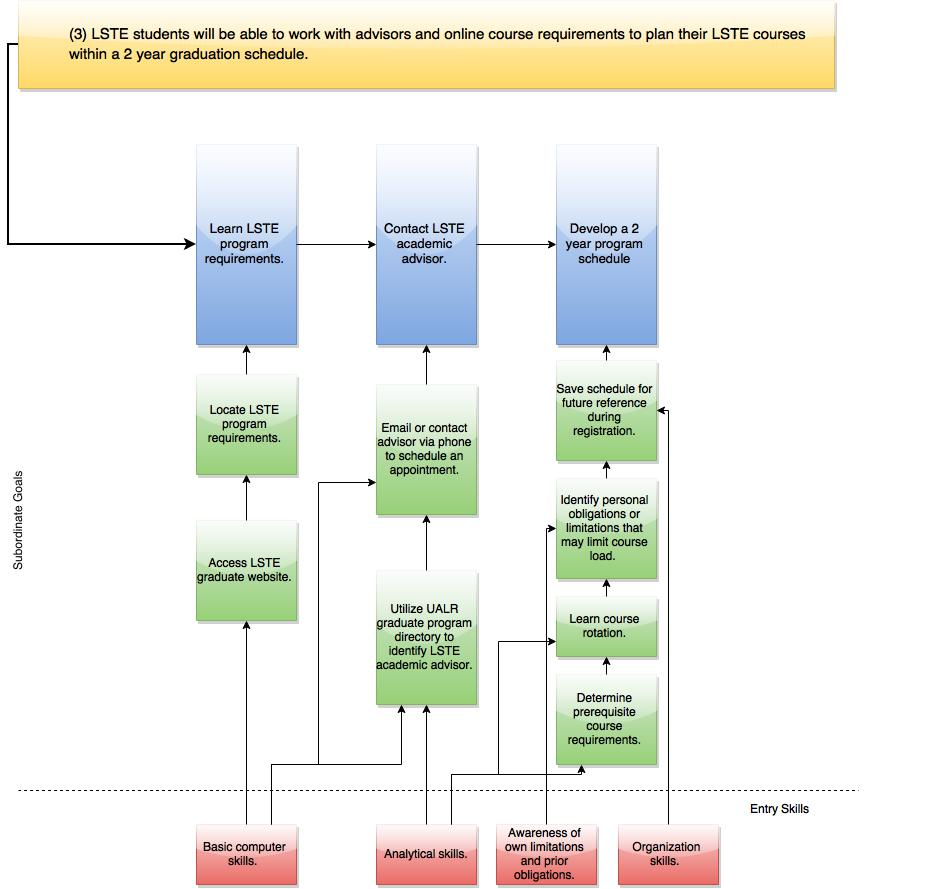 (3) LSTE students will be able to work with advisors and online course requirements to plan their LSTE courses
within a 2 year graduation schedule.
Learn LSTE
program
requirements.
Contact LSTE
academic
advisor.
Develop a 2
year program
schedule
Locate LSTE
program
requirements.
Email or contact
advisor via phone
to schedule an
appointment.
Save schedule for
future reference
during
registration.
Subordinate Goals
Access LSTE
graduate website.
Utilize UALR
graduate program
directory to
identify LSTE
academic advisor.
Identify personal
obligations or
limitations that
may limit course
load.
Learn course
rotation.
Determine
prerequisite
course
requirements.
Entry Skills
Basic computer
skills.
Analytical skills.
Awareness of
own limitations
and prior
obligations.
Organization
skills.